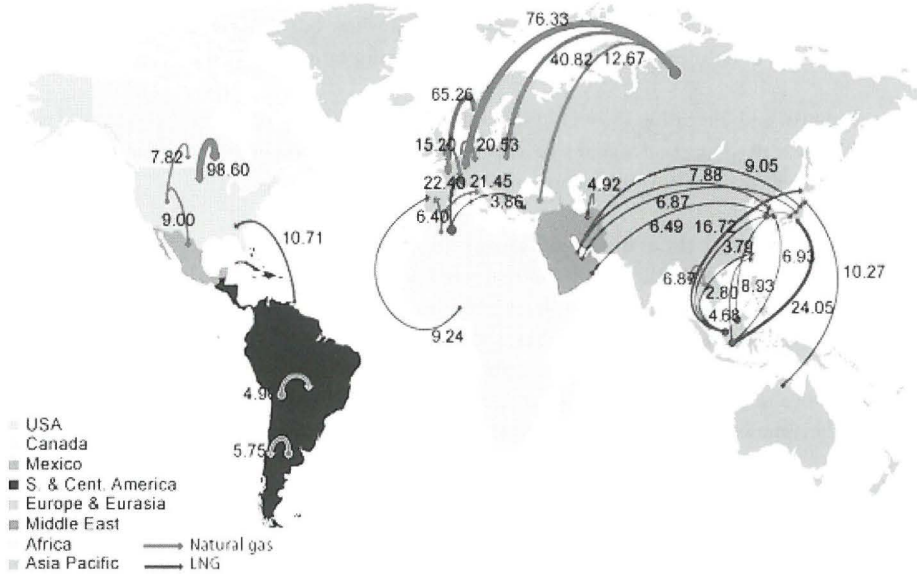 76.33
40.82 12.67
65.26
15.20 20.53
7.82
98.60
22.40 21.45
3.86
6.40
4.92
9.05
7.88
6.87
6.49 16.72
3.79
6.93
8.93
2.80
4.68
24.05
10.27
9.00
10.71
9.24
5.75
USA
Canada
Mexico
S. & Cent. America
Europe & Eurasia
Middle East
Africa
Asia Pacific
Natural gas
LNG